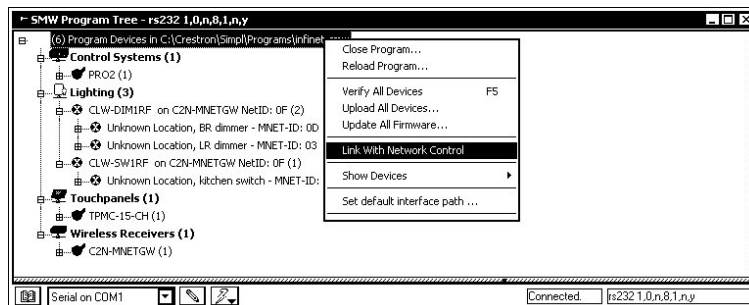 SMW Program Tree - rs232 1,0,n,8,1,n,y
(6) Program Devices in C:\Crestron\Simpl\Programs\infinet
Control Systems (1)
PRO2 (1)
Lighting (3)
CLW-DIM1RF on C2N-MNETGW NetID: 0F (2)
Unknown Location, BR dimmer - MNET-ID: 0D
Unknown Location, LR dimmer - MNET-ID: 03
CLW-SW1RF on C2N-MNETGW NetID: 0F (1)
Unknown Location, kitchen switch - MNET-ID:
Touchpanels (1)
TPMC-15-CH (1)
Wireless Receivers (1)
C2N-MNETGW (1)
Close Program...
Reload Program...
Verify All Devices F5
Upload All Devices...
Update All Firmware...
Link With Network Control
Show Devices
Set default interface path ...
Serial on COM1
Connected.
rs232 1,0,n,8,1,n,y